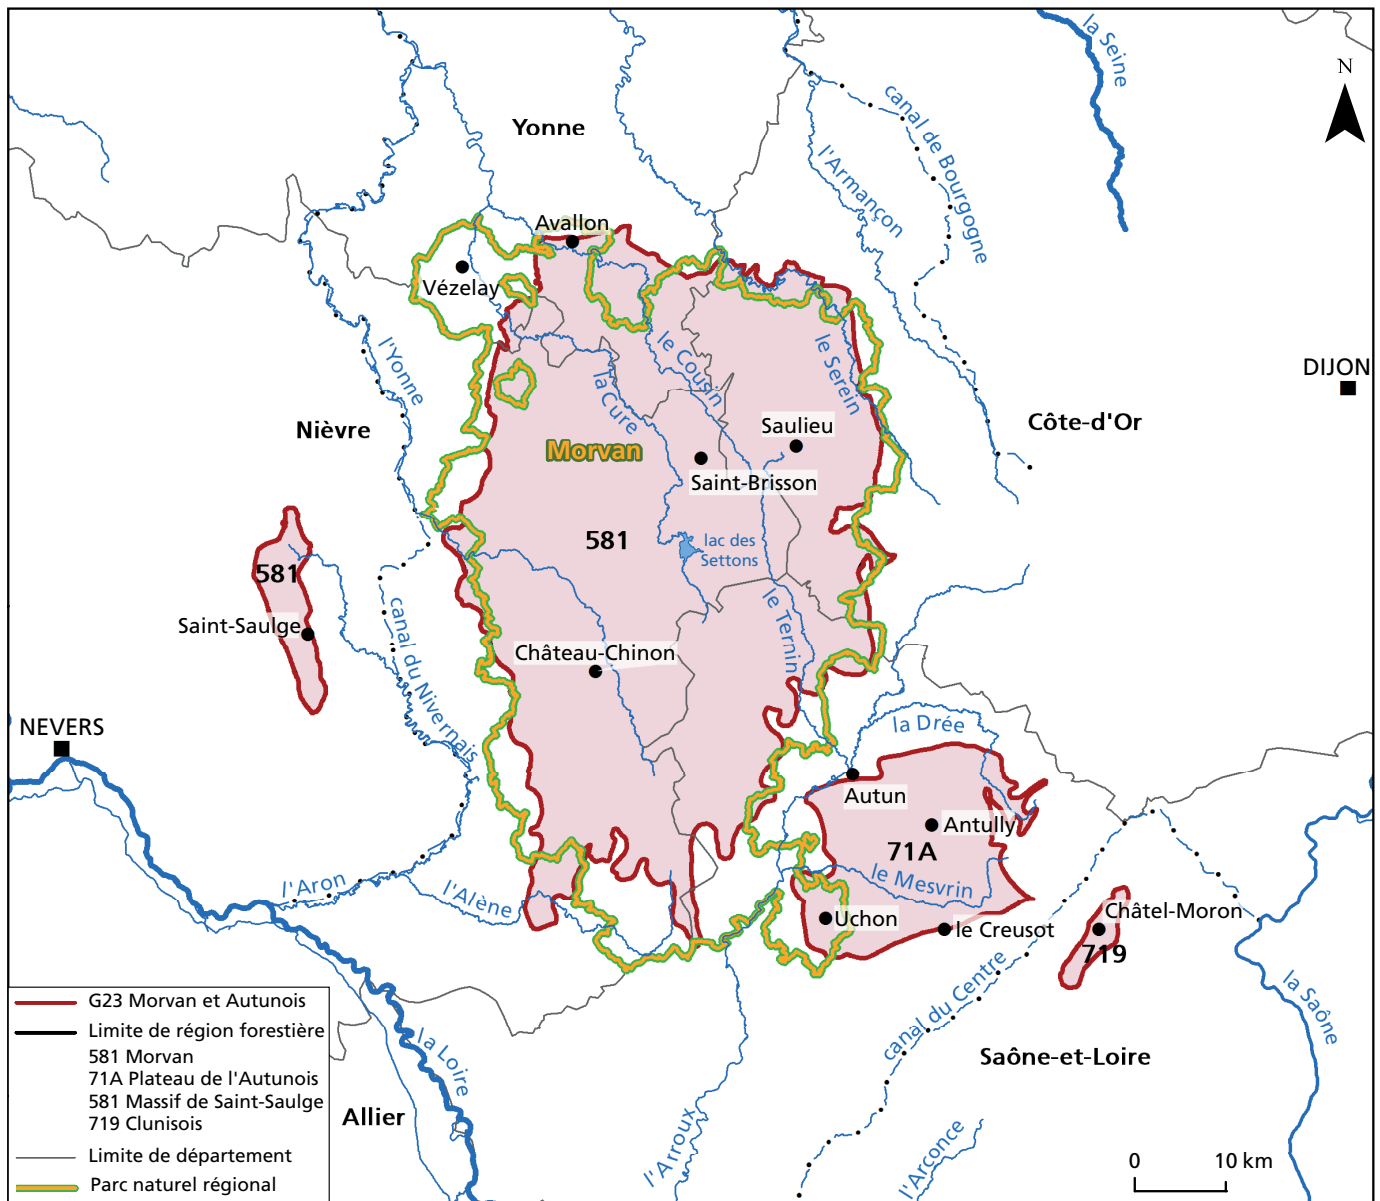 la Seine
N
canal de Bourgogne
Yonne
l'Armançon
Avallon
Vézelay
l'Yonne
le Cousin
le Serein
DIJON
la Cure
Nièvre
Côte-d'Or
Saulieu
Morvan
Saint-Brisson
581
lac des
Settons
581
le Ternin
Saint-Saulge
canal du Nivernais
Château-Chinon
NEVERS
la Drée
Autun
Antully
71A
le Mesvrin
l'Aron
l'Alène
Uchon
le Creusot
Châtel-Moron
719
canal du Centre
la Saône
la Loire
Saône-et-Loire
Allier
l'Arroux
l'Arconce
G23 Morvan et Autunois
Limite de région forestière
581 Morvan
71A Plateau de l'Autunois
581 Massif de Saint-Saulge
719 Clunisois
Limite de département
Parc naturel régional
0 10 km